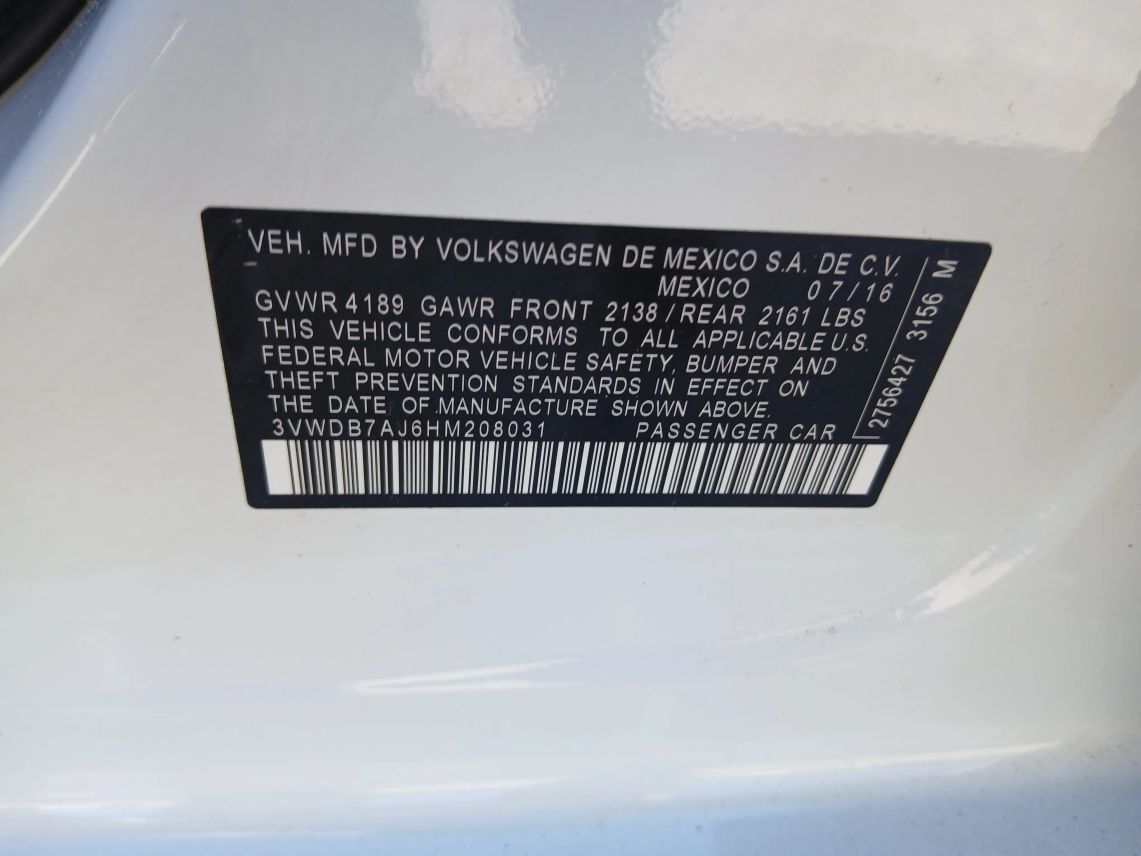 VEH. MFD BY VOLKSWAGEN DE MEXICO S.A. DE C.V.
MEXICO 07/16
GVWR 4189 GAWR FRONT 2138 / REAR 2161 LBS
THIS VEHICLE CONFORMS TO ALL APPLICABLE U.S.
FEDERAL MOTOR VEHICLE SAFETY, BUMPER AND
THEFT PREVENTION STANDARDS IN EFFECT ON
THE DATE OF MANUFACTURE SHOWN ABOVE.
3VWDB7AJ6HM208031 PASSENGER CAR
2756427 3156 M